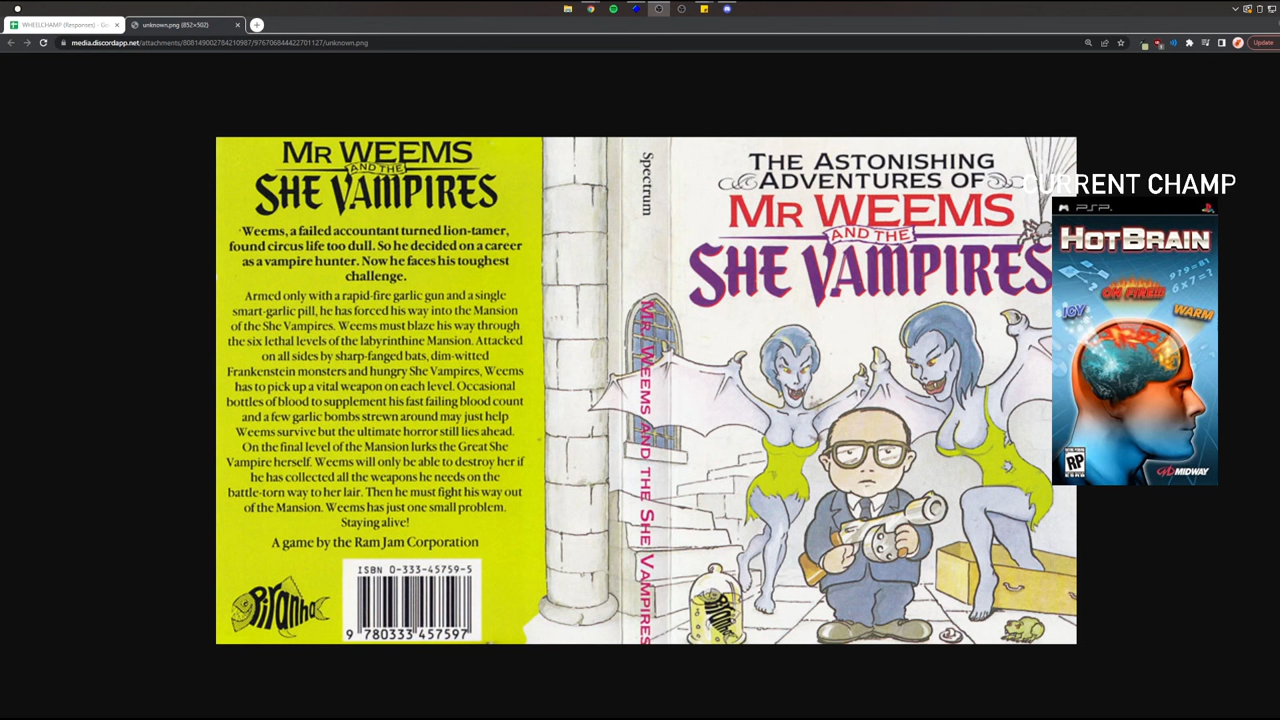 WHEELCHAMP (Responses) - Go
unknown.png (852×502)
media.discordapp.net/attachments/808149002784210987/976706844422701127/unknown.png
Update
MR WEEMS
AND THE
SHE VAMPIRES
Weems, a failed accountant turned lion-tamer,
found circus life too dull. So he decided on a career
as a vampire hunter. Now he faces his toughest
challenge.
Armed only with a rapid-fire garlic gun and a single
smart-garlic pill, he has forced his way into the Mansion
of the She Vampires. Weems must blaze his way through
the six lethal levels of the labyrinthine Mansion. Attacked
on all sides by sharp-fanged bats, dim-witted
Frankenstein monsters and hungry She Vampires, Weems
has to pick up a vital weapon on each level. Occasional
bottles of blood to supplement his fast failing blood count
and a few garlic bombs strewn around may just help
Weems survive but the ultimate horror still lies ahead.
On the final level of the Mansion lurks the Great She
Vampire herself. Weems will only be able to destroy her if
he has collected all the weapons he needs on the
battle-torn way to her lair. Then he must fight his way out
of the Mansion. Weems has just one small problem.
Staying alive!
A game by the Ram Jam Corporation
Piranha
ISBN 0-333-45759-5
9 780333 457597
Spectrum
MR WEEMS AND THE SHE VAMPIRES
THE ASTONISHING
ADVENTURES OF
MR WEEMS
AND THE
SHE VAMPIRES
Piranha
CURRENT CHAMP
PSP
HOTBRAIN
979=81
6×7=?
ON FIRE!!!
ICY
WARM
RP
MIDWAY